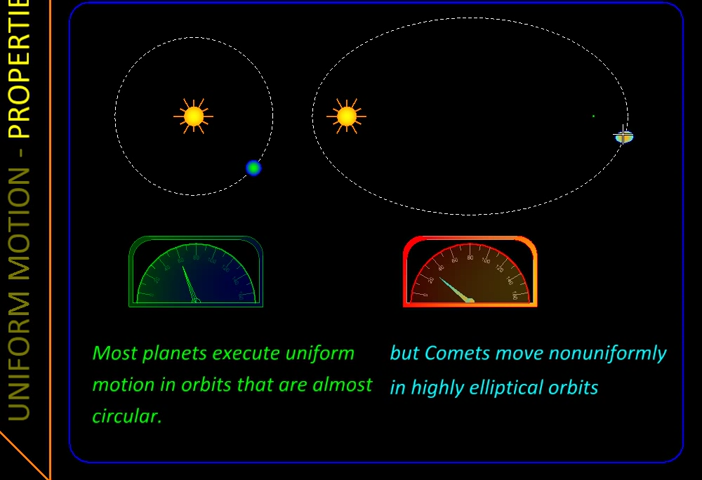 UNIFORM MOTION - PROPERTIE
Most planets execute uniform
motion in orbits that are almost
circular.
but Comets move nonuniformly
in highly elliptical orbits